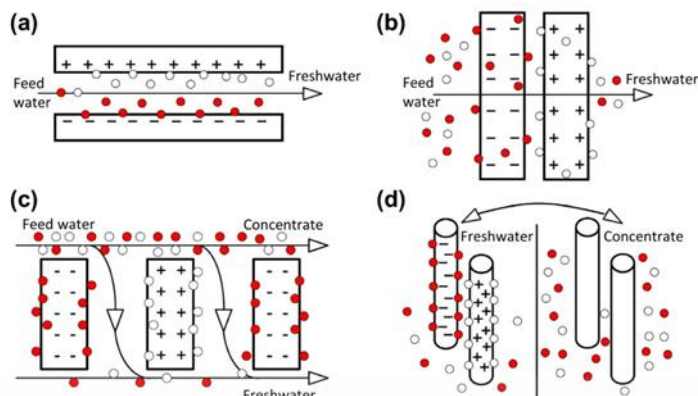 (a)
+ + + + + + + + + +
Feed
water
Freshwater
- - - - - - - - - -
(b)
Feed
water
Freshwater
(c)
Feed water
Concentrate
Freshwater
(d)
Freshwater
Concentrate